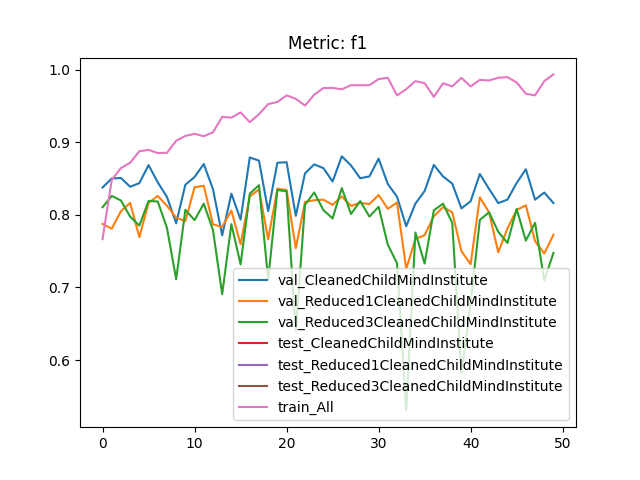 Metric: f1
1.0
0.9
0.8
0.7
0.6
0
10
20
30
40
50
val_CleanedChildMindInstitute
val_Reduced1CleanedChildMindInstitute
val_Reduced3CleanedChildMindInstitute
test_CleanedChildMindInstitute
test_Reduced1CleanedChildMindInstitute
test_Reduced3CleanedChildMindInstitute
train_All